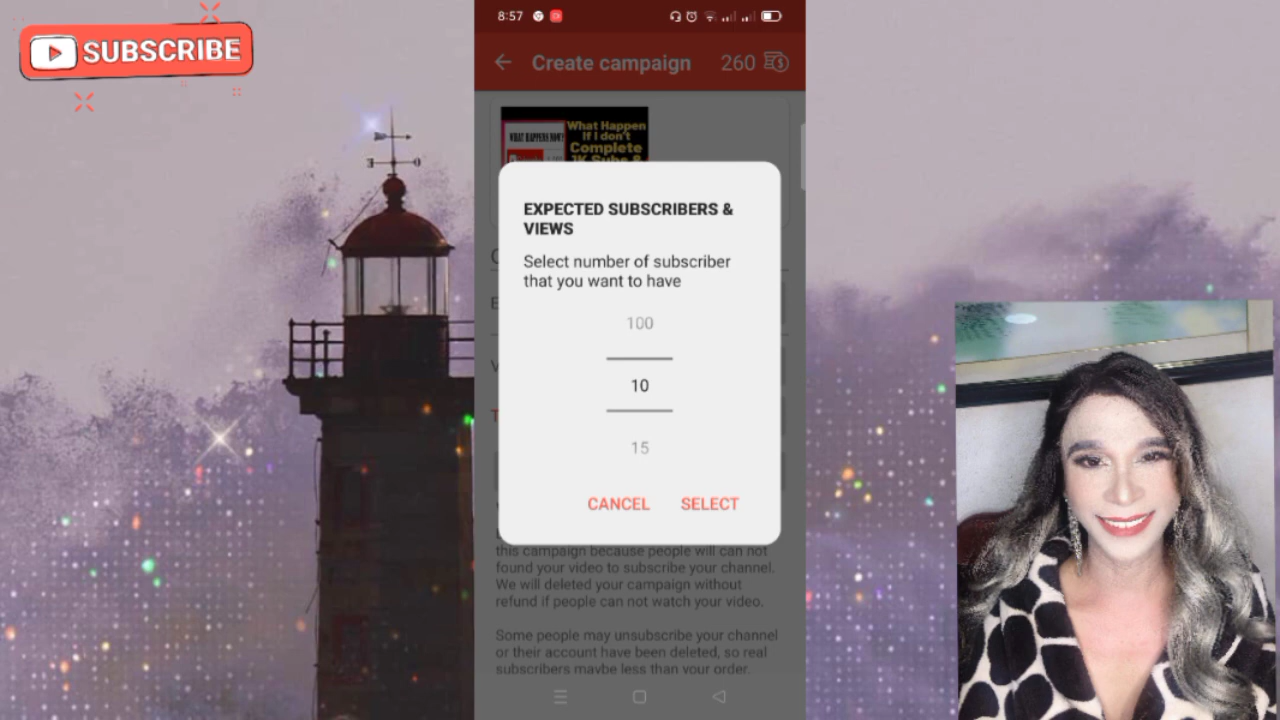 SUBSCRIBE
8:57
Create campaign
260
WHAT HAPPENS NOW?
What Happen
If I don't
Complete
1K Subs &
EXPECTED SUBSCRIBERS &
VIEWS
Select number of subscriber
that you want to have
100
10
15
CANCEL SELECT
this campaign because people will can not
found your video to subscribe your channel.
We will deleted your campaign without
refund if people can not watch your video.
Some people may unsubscribe your channel
or their account have been deleted, so real
subscribers maybe less than your order.